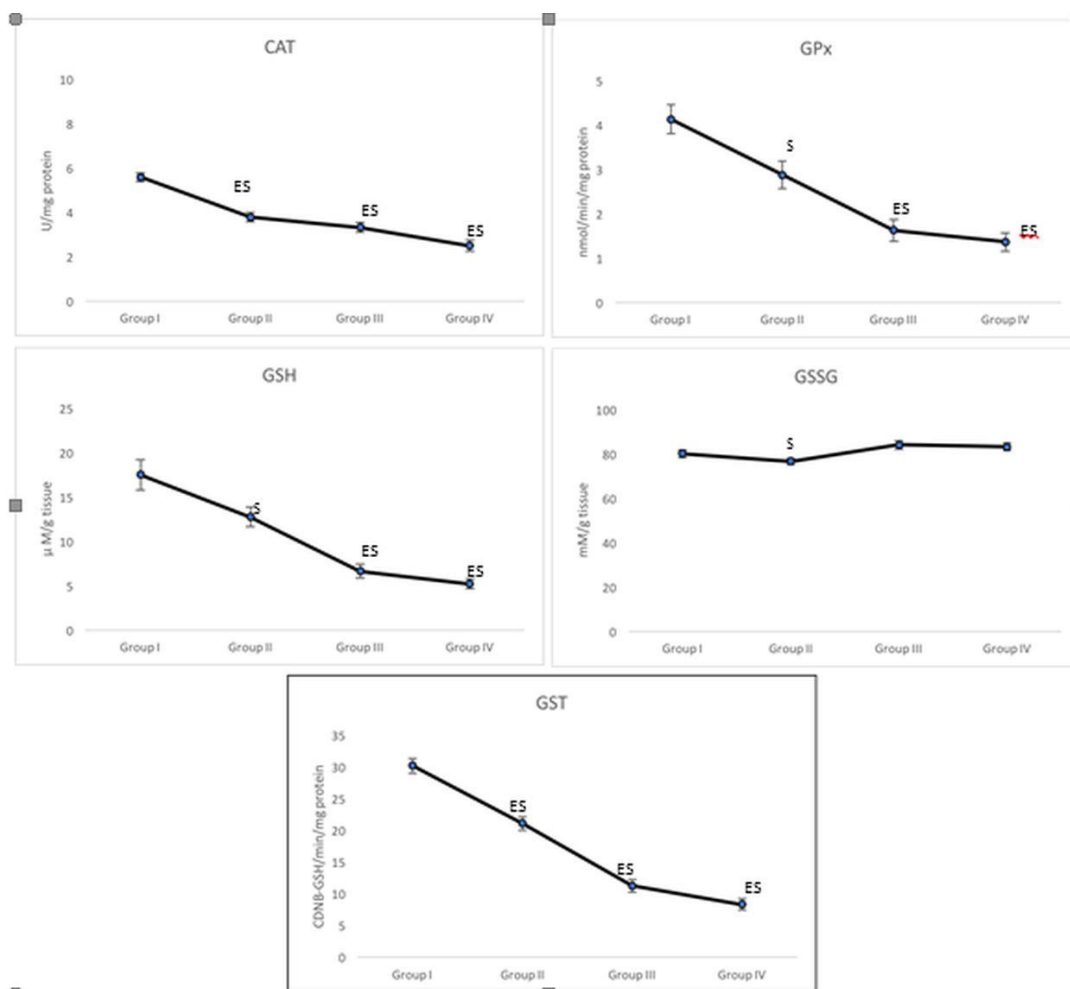 CAT
U/mg protein
10
8
6
4
2
0
ES
ES
ES
Group I
Group II
Group III
Group IV
GPx
nmol/min/mg protein
5
4
3
2
1
0
S
ES
ES
Group I
Group II
Group III
Group IV
GSH
µ M/g tissue
25
20
15
10
5
0
S
ES
ES
Group I
Group II
Group III
Group IV
GSSG
mM/g tissue
100
80
60
40
20
0
S
Group I
Group II
Group III
Group IV
GST
CDNB-GSH/min/mg protein
35
30
25
20
15
10
5
0
ES
ES
ES
Group I
Group II
Group III
Group IV